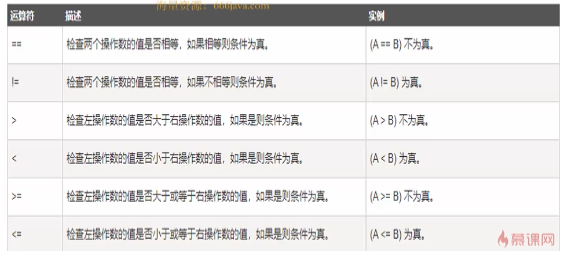 海量资源：666java.com
运算符 描述 实例
== 检查两个操作数的值是否相等，如果相等则条件为真。 (A == B) 不为真。
!= 检查两个操作数的值是否相等，如果不相等则条件为真。 (A != B) 为真。
> 检查左操作数的值是否大于右操作数的值，如果是则条件为真。 (A > B) 不为真。
< 检查左操作数的值是否小于右操作数的值，如果是则条件为真。 (A < B) 为真。
>= 检查左操作数的值是否大于或等于右操作数的值，如果是则条件为真。 (A >= B) 不为真。
<= 检查左操作数的值是否小于或等于右操作数的值，如果是则条件为真。 (A <= B) 为真。
慕课网